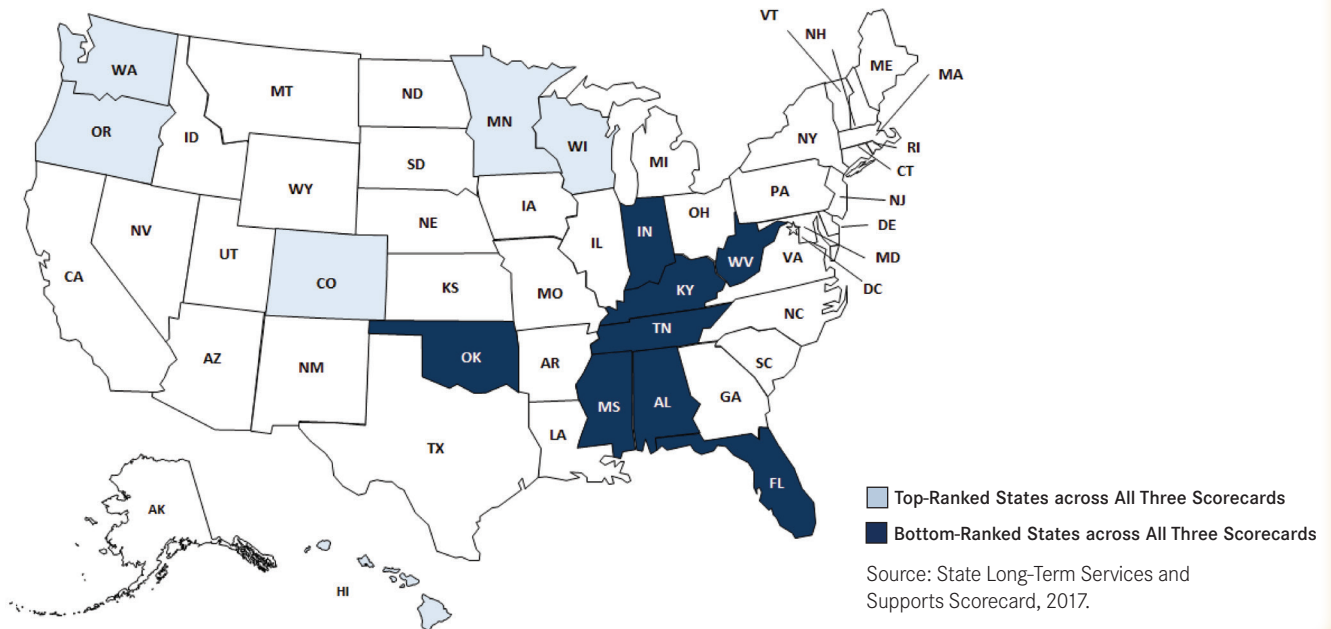 VT
NH
ME
MA
WA
MT
ND
MN
OR
ID
WI
NY
SD
MI
RI
WY
CT
PA
NJ
IA
NE
OH
DE
NV
IL
IN
UT
VA
MD
WV
CA
CO
DC
KS
MO
KY
NC
TN
AZ
NM
OK
AR
SC
MS
AL
GA
LA
TX
FL
AK
HI
Top-Ranked States across All Three Scorecards
Bottom-Ranked States across All Three Scorecards
Source: State Long-Term Services and
Supports Scorecard, 2017.